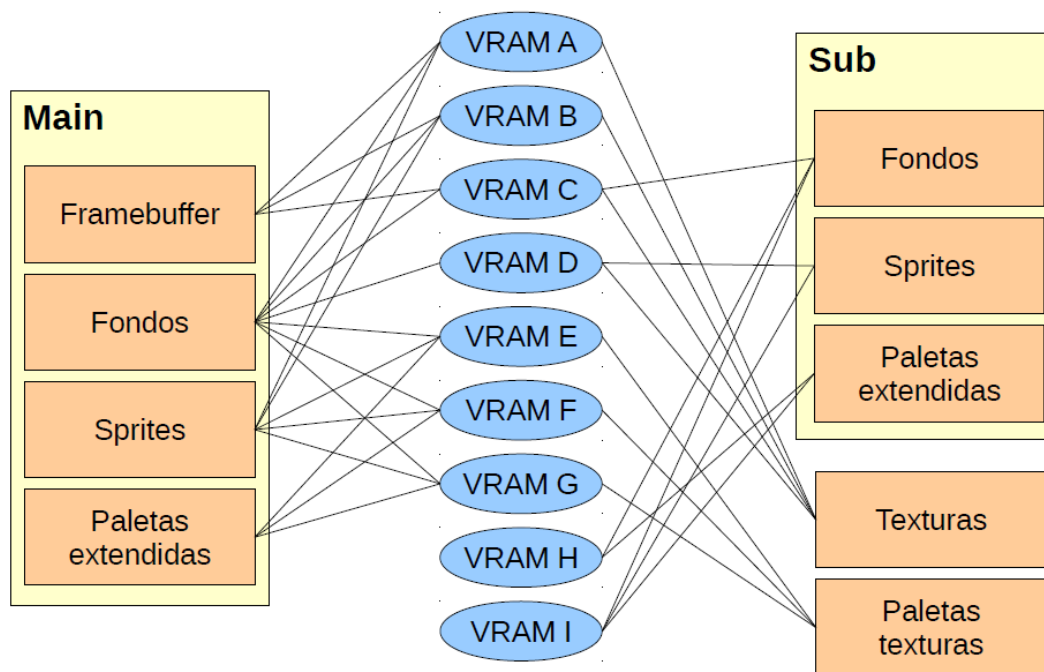 Main
Framebuffer
Fondos
Sprites
Paletas
extendidas
VRAM A
VRAM B
VRAM C
VRAM D
VRAM E
VRAM F
VRAM G
VRAM H
VRAM I
Sub
Fondos
Sprites
Paletas
extendidas
Texturas
Paletas
texturas